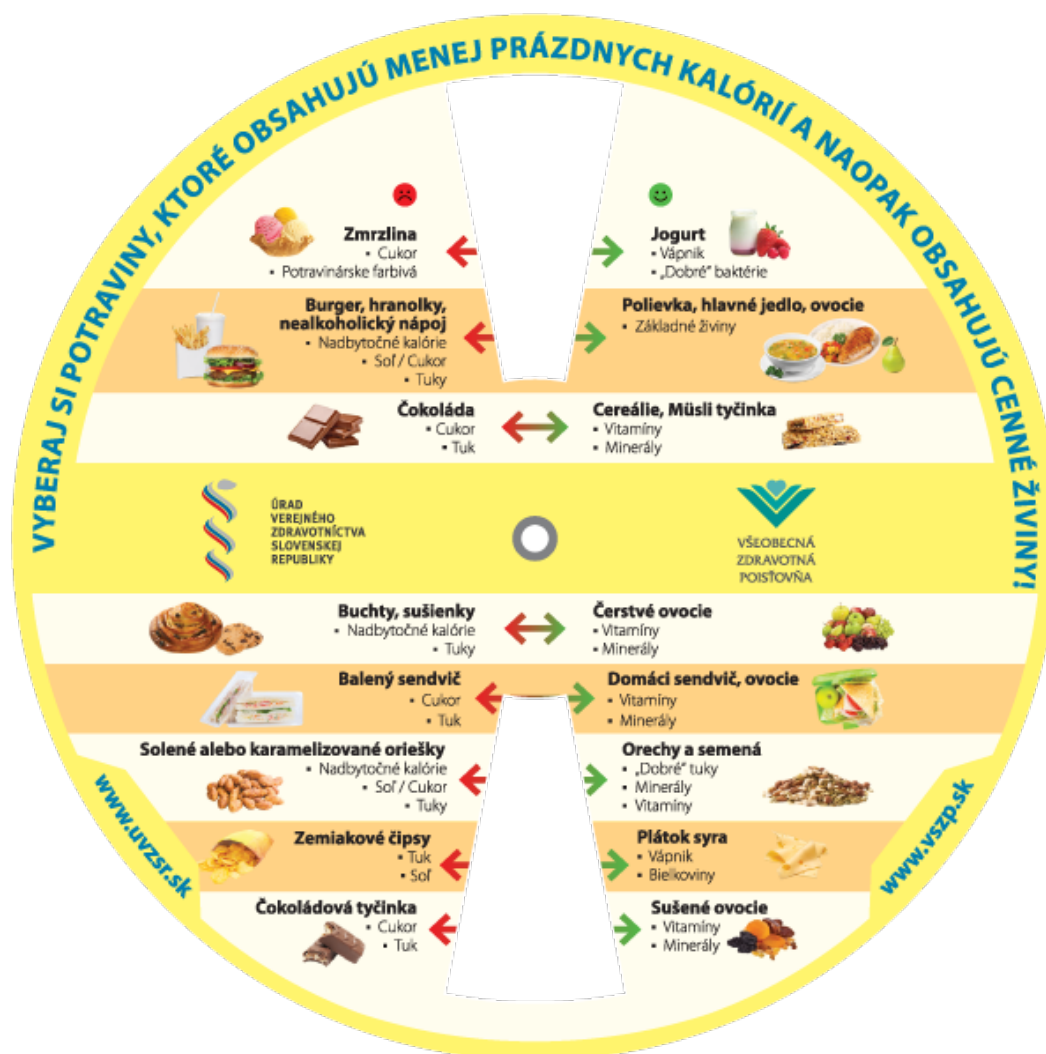 VYBERAJ SI POTRAVINY, KTORÉ OBSAHUJÚ MENEJ PRÁZDNYCH KALÓRIÍ A NAOPAK OBSAHUJÚ CENNÉ ŽIVINY!
Zmrzlina
▪ Cukor
▪ Potravinárske farbivá
Jogurt
▪ Vápnik
▪ „Dobré“ baktérie
Burger, hranolky,
nealkoholický nápoj
▪ Nadbytočné kalórie
▪ Soľ / Cukor
▪ Tuky
Polievka, hlavné jedlo, ovocie
▪ Základné živiny
Čokoláda
▪ Cukor
▪ Tuk
Cereálie, Müsli tyčinka
▪ Vitamíny
▪ Minerály
ÚRAD
VEREJNÉHO
ZDRAVOTNÍCTVA
SLOVENSKEJ
REPUBLIKY
VŠEOBECNÁ
ZDRAVOTNÁ
POISŤOVŇA
Buchty, sušienky
▪ Nadbytočné kalórie
▪ Tuky
Čerstvé ovocie
▪ Vitamíny
▪ Minerály
Balený sendvič
▪ Cukor
▪ Tuk
Domáci sendvič, ovocie
▪ Vitamíny
▪ Minerály
Solené alebo karamelizované oriešky
▪ Nadbytočné kalórie
▪ Soľ / Cukor
▪ Tuky
Orechy a semená
▪ „Dobré“ tuky
▪ Minerály
▪ Vitamíny
Zemiakové čipsy
▪ Tuk
▪ Soľ
Plátok syra
▪ Vápnik
▪ Bielkoviny
Čokoládová tyčinka
▪ Cukor
▪ Tuk
Sušené ovocie
▪ Vitamíny
▪ Minerály
www.uvzsr.sk
www.vszp.sk